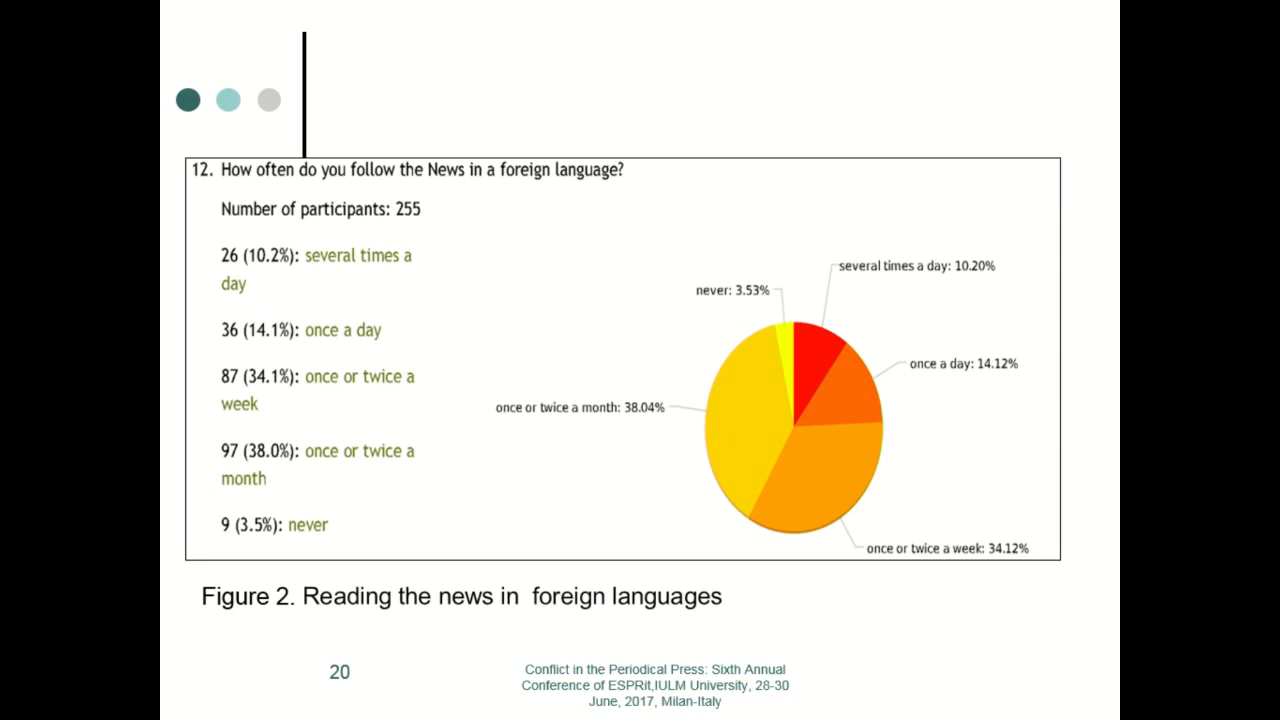 12. How often do you follow the News in a foreign language?
Number of participants: 255
26 (10.2%): several times a
day
36 (14.1%): once a day
87 (34.1%): once or twice a
week
97 (38.0%): once or twice a
month
9 (3.5%): never
several times a day: 10.20%
never: 3.53%
once a day: 14.12%
once or twice a month: 38.04%
once or twice a week: 34.12%
Figure 2. Reading the news in  foreign languages
20
Conflict in the Periodical Press: Sixth Annual
Conference of ESPRit,IULM University, 28-30
June, 2017, Milan-Italy